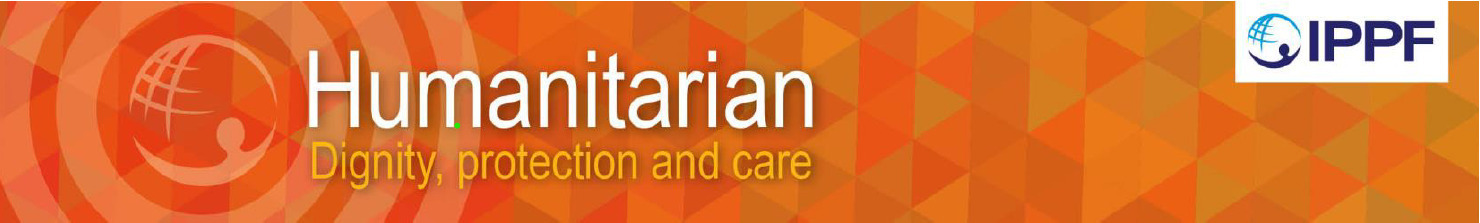 IPPF
Humanitarian
Dignity, protection and care